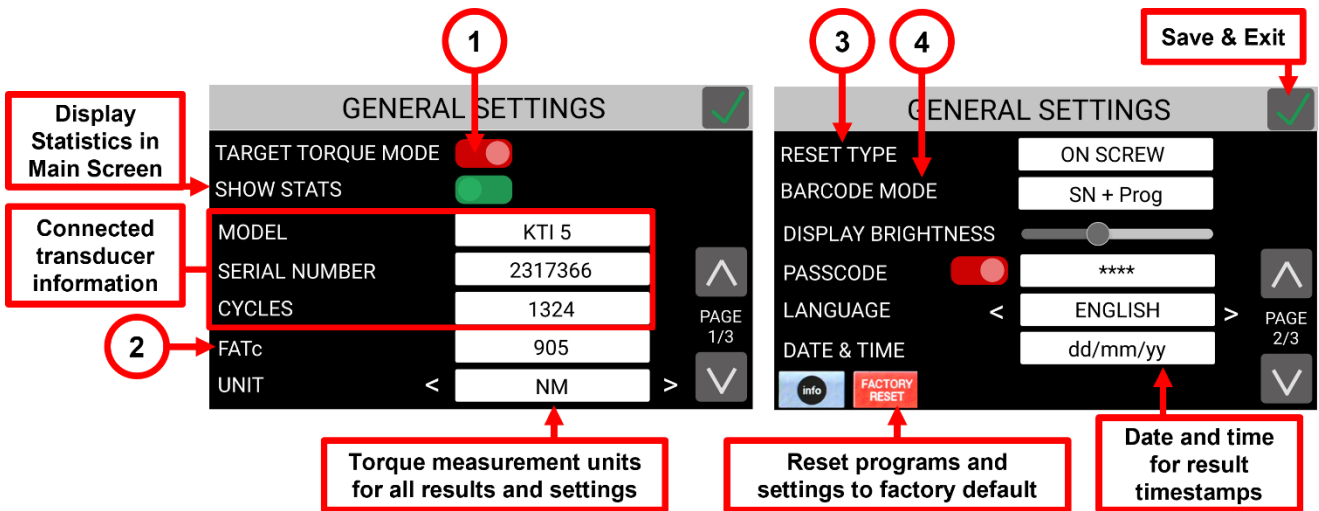 1
3
4
Save & Exit
Display
Statistics in
Main Screen
Connected
transducer
information
2
GENERAL SETTINGS
TARGET TORQUE MODE
SHOW STATS
MODEL KTI 5
SERIAL NUMBER 2317366
CYCLES 1324
FATc 905
UNIT < NM >
PAGE
1/3
Torque measurement units
for all results and settings
GENERAL SETTINGS
RESET TYPE ON SCREW
BARCODE MODE SN + Prog
DISPLAY BRIGHTNESS
PASSCODE ****
LANGUAGE < ENGLISH >
DATE & TIME dd/mm/yy
PAGE
2/3
info
FACTORY
RESET
Reset programs and
settings to factory default
Date and time
for result
timestamps